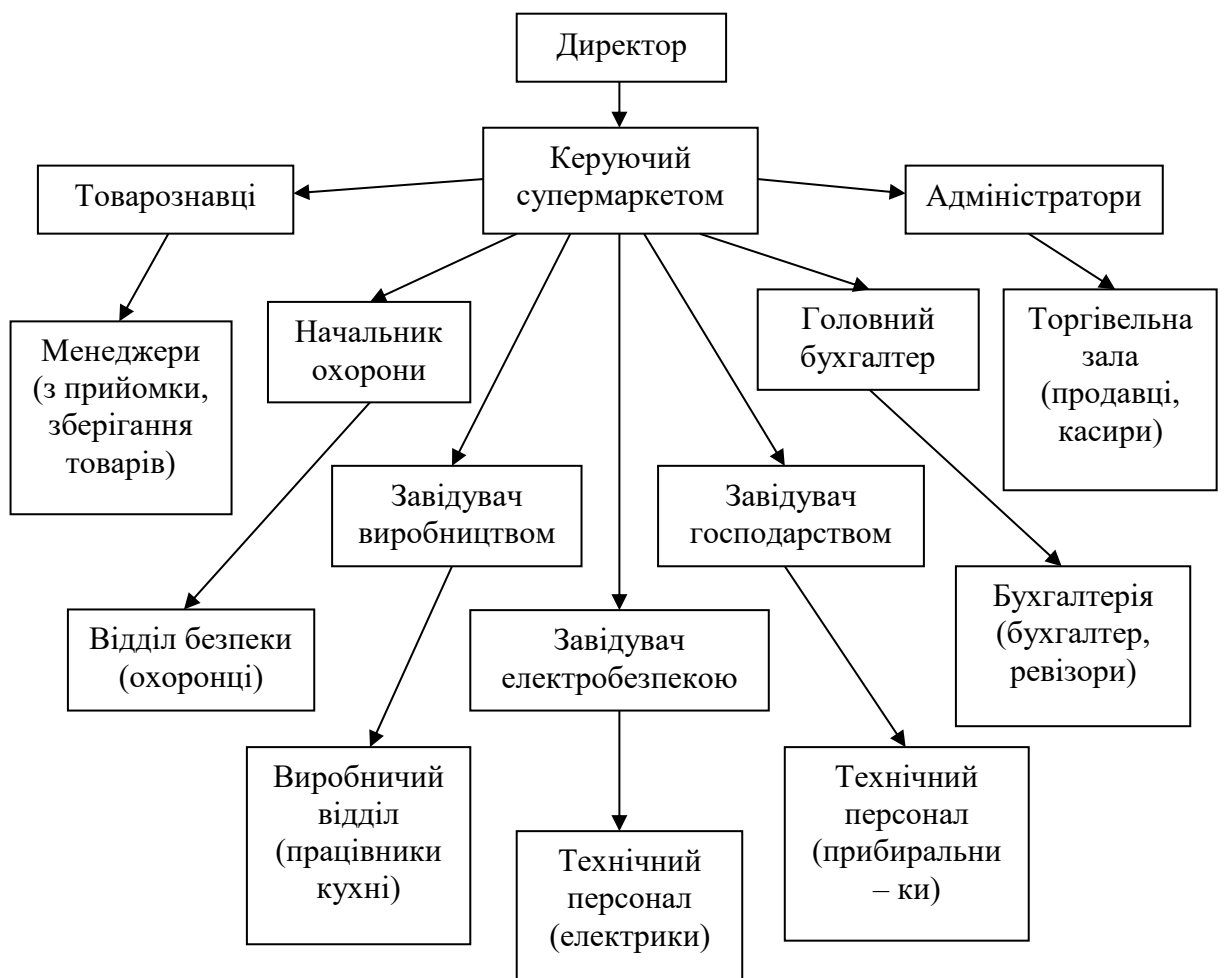 Директор
Керуючий
супермаркетом
Товарознавці
Адміністратори
Начальник
охорони
Головний
бухгалтер
Менеджери
(з прийомки,
зберігання
товарів)
Торгівельна
зала
(продавці,
касири)
Завідувач
виробництвом
Завідувач
господарством
Відділ безпеки
(охоронці)
Завідувач
електробезпекою
Бухгалтерія
(бухгалтер,
ревізори)
Виробничий
відділ
(працівники
кухні)
Технічний
персонал
(електрики)
Технічний
персонал
(прибиральни
– ки)